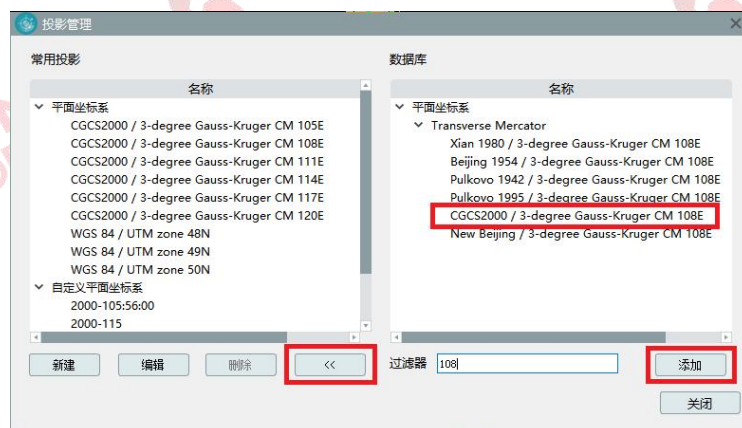 投影管理
常用投影
名称
平面坐标系
CGCS2000 / 3-degree Gauss-Kruger CM 105E
CGCS2000 / 3-degree Gauss-Kruger CM 108E
CGCS2000 / 3-degree Gauss-Kruger CM 111E
CGCS2000 / 3-degree Gauss-Kruger CM 114E
CGCS2000 / 3-degree Gauss-Kruger CM 117E
CGCS2000 / 3-degree Gauss-Kruger CM 120E
WGS 84 / UTM zone 48N
WGS 84 / UTM zone 49N
WGS 84 / UTM zone 50N
自定义平面坐标系
2000-105:56:00
2000-115
新建
编辑
删除
<<
数据库
名称
平面坐标系
Transverse Mercator
Xian 1980 / 3-degree Gauss-Kruger CM 108E
Beijing 1954 / 3-degree Gauss-Kruger CM 108E
Pulkovo 1942 / 3-degree Gauss-Kruger CM 108E
Pulkovo 1995 / 3-degree Gauss-Kruger CM 108E
CGCS2000 / 3-degree Gauss-Kruger CM 108E
New Beijing / 3-degree Gauss-Kruger CM 108E
过滤器 108
添加
关闭